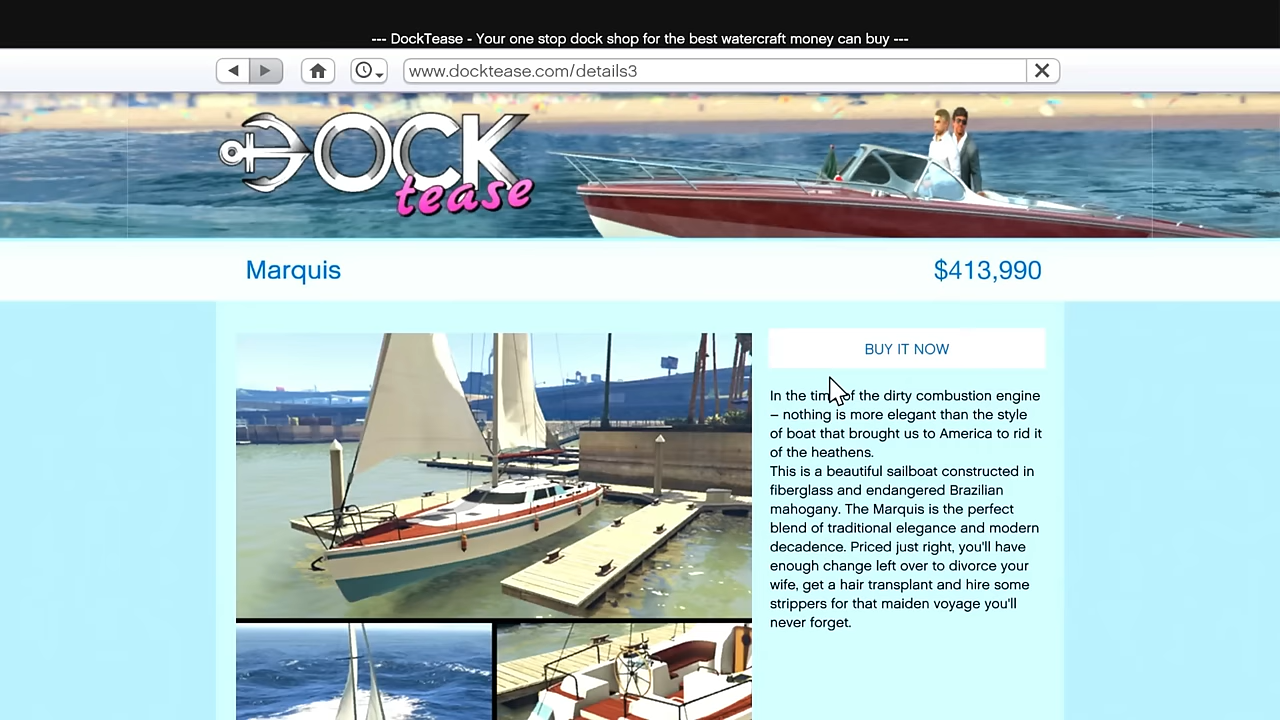 --- DockTease - Your one stop dock shop for the best watercraft money can buy ---
www.docktease.com/details3
DOCK
tease
Marquis
$413,990
BUY IT NOW
In the time of the dirty combustion engine
– nothing is more elegant than the style
of boat that brought us to America to rid it
of the heathens.
This is a beautiful sailboat constructed in
fiberglass and endangered Brazilian
mahogany. The Marquis is the perfect
blend of traditional elegance and modern
decadence. Priced just right, you'll have
enough change left over to divorce your
wife, get a hair transplant and hire some
strippers for that maiden voyage you'll
never forget.